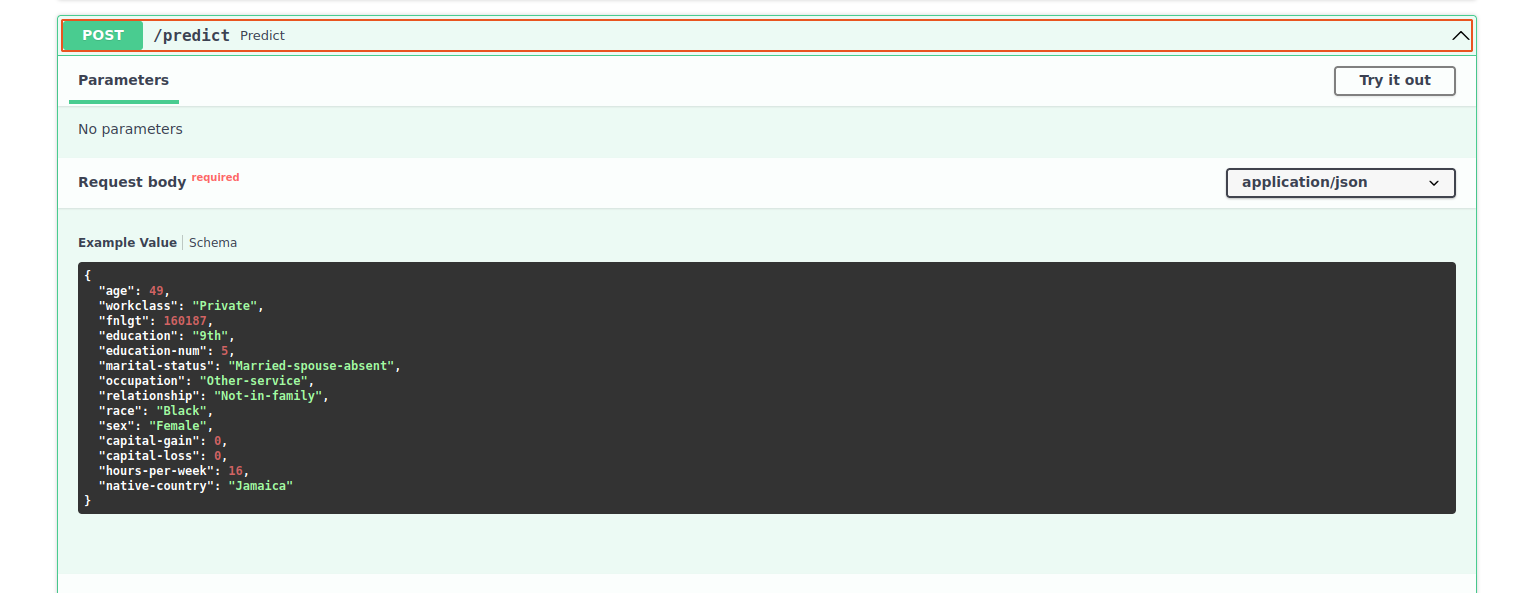 POST /predict Predict
Parameters
Try it out
No parameters
Request body required
application/json
Example Value Schema
{
"age": 49,
"workclass": "Private",
"fnlgt": 160187,
"education": "9th",
"education-num": 5,
"marital-status": "Married-spouse-absent",
"occupation": "Other-service",
"relationship": "Not-in-family",
"race": "Black",
"sex": "Female",
"capital-gain": 0,
"capital-loss": 0,
"hours-per-week": 16,
"native-country": "Jamaica"
}